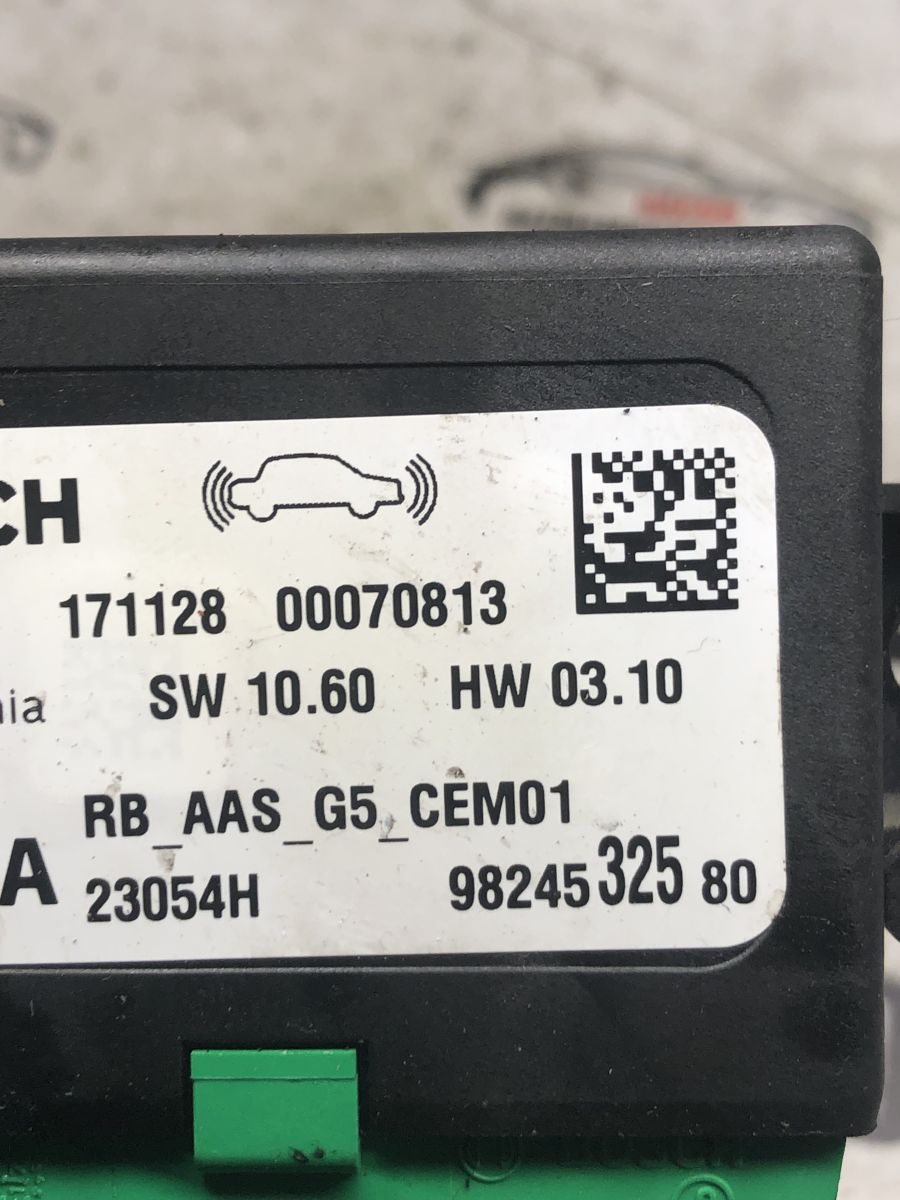 CH
171128 00070813
nia SW 10.60 HW 03.10
RB_AAS_G5_CEM01
A 23054H 98245 325 80